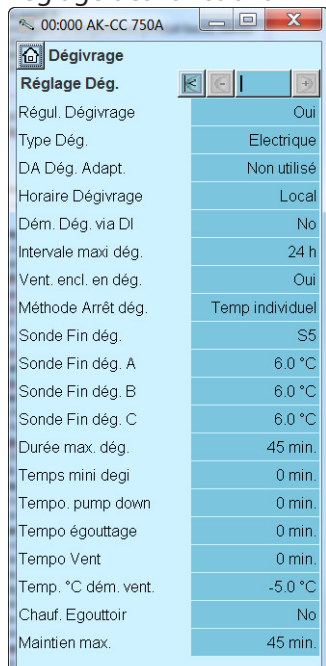 00:000 AK-CC 750A
Dégivrage
Réglage Dég.
Régul. Dégivrage Oui
Type Dég. Electrique
DA Dég. Adapt. Non utilisé
Horaire Dégivrage Local
Dém. Dég. via DI No
Intervale maxi dég. 24 h
Vent. encl. en dég. Oui
Méthode Arrêt dég. Temp individuel
Sonde Fin dég. S5
Sonde Fin dég. A 6.0 °C
Sonde Fin dég. B 6.0 °C
Sonde Fin dég. C 6.0 °C
Durée max. dég. 45 min.
Temps mini degi 0 min.
Tempo. pump down 0 min.
Tempo égouttage 0 min.
Tempo Vent 0 min.
Temp. °C dém. vent. -5.0 °C
Chauf. Egouttoir No
Maintien max. 45 min.